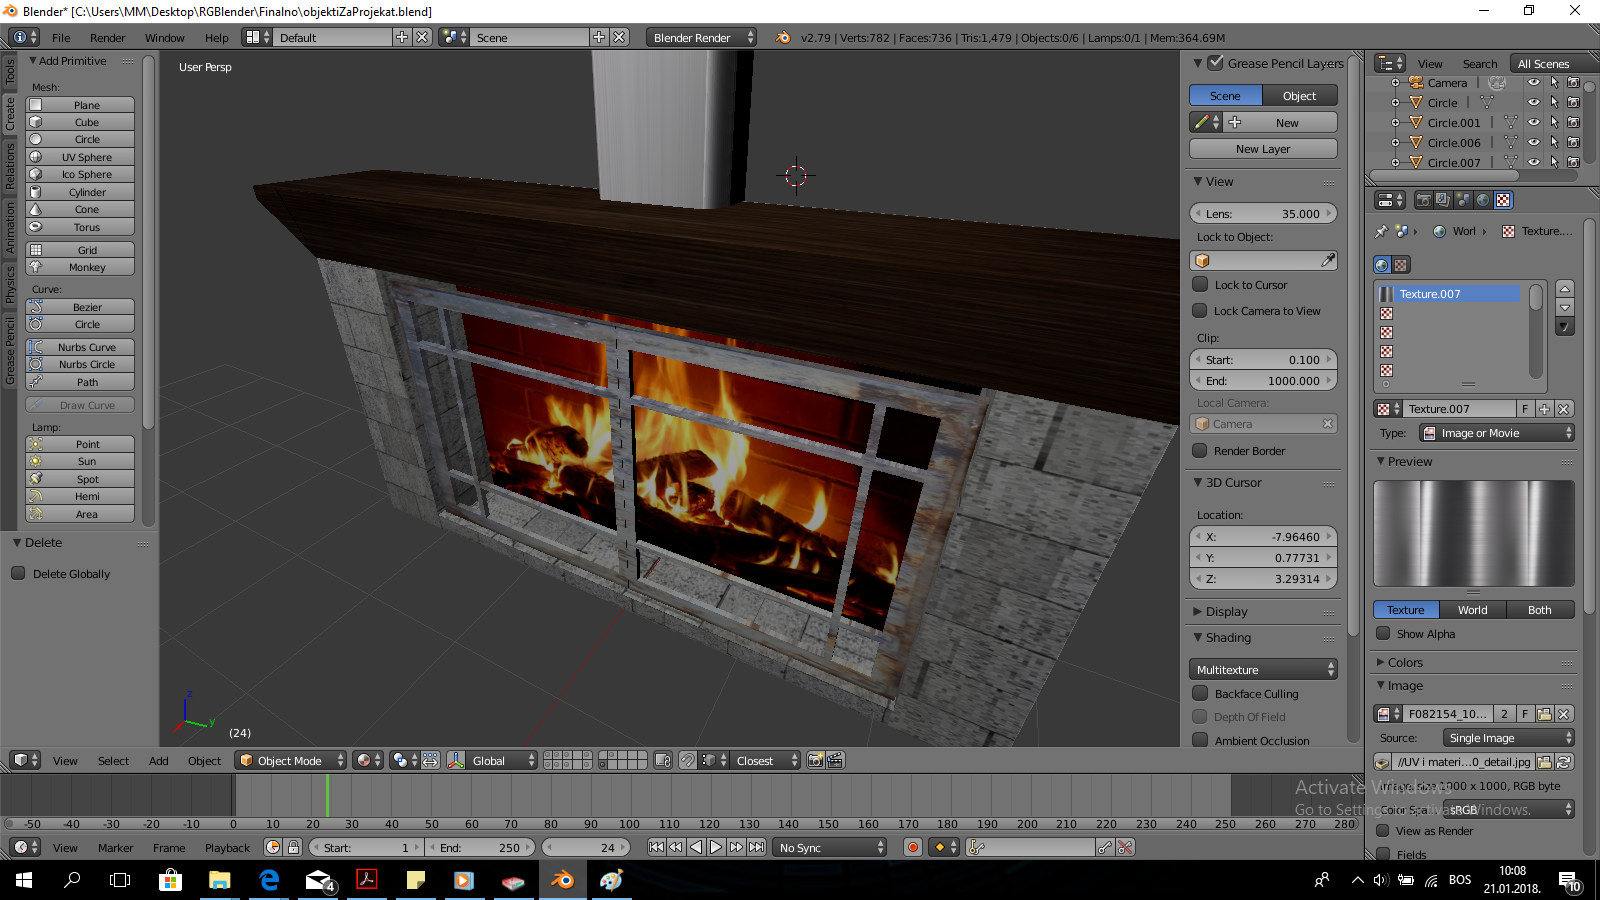 Blender* [C:\Users\MM\Desktop\RGBlender\Finalno\objektiZaProjekat.blend]
File Render Window Help Default Scene Blender Render v2.79 | Verts:782 | Faces:736 | Tris:1,479 | Objects:0/6 | Lamps:0/1 | Mem:364.69M
Tools
Create
Relations
Animation
Physics
Grease Pencil
Add Primitive
Mesh:
Plane
Cube
Circle
UV Sphere
Ico Sphere
Cylinder
Cone
Torus
Grid
Monkey
Curve:
Bezier
Circle
Nurbs Curve
Nurbs Circle
Path
Draw Curve
Lamp:
Point
Sun
Spot
Hemi
Area
Delete
Delete Globally
User Persp
z
y
x
(24)
Grease Pencil Layers
Scene Object
New
New Layer
View
Lens: 35.000
Lock to Object:
Lock to Cursor
Lock Camera to View
Clip:
Start: 0.100
End: 1000.000
Local Camera:
Camera
Render Border
3D Cursor
Location:
X: -7.96460
Y: 0.77731
Z: 3.29314
Display
Shading
Multitexture
Backface Culling
Depth Of Field
Ambient Occlusion
View Search All Scenes
Camera
Circle
Circle.001
Circle.006
Circle.007
Worl Texture....
Texture.007
Texture.007 F
Type: Image or Movie
Preview
Texture World Both
Show Alpha
Colors
Image
F082154_10... 2 F
Source: Single Image
//UV i materi...0_detail.jpg
Image: size 1000 x 1000, RGB byte
Color Spa sRGB
View as Render
Fields
Activate Windows
Go to Settings to activate Windows.
View Select Add Object Object Mode Global Closest
-50 -40 -30 -20 -10 0 10 20 30 40 50 60 70 80 90 100 110 120 130 140 150 160 170 180 190 200 210 220 230 240 250 260 270 280
View Marker Frame Playback Start: 1 End: 250 24 No Sync
4
BOS
10:08
21.01.2018.
10